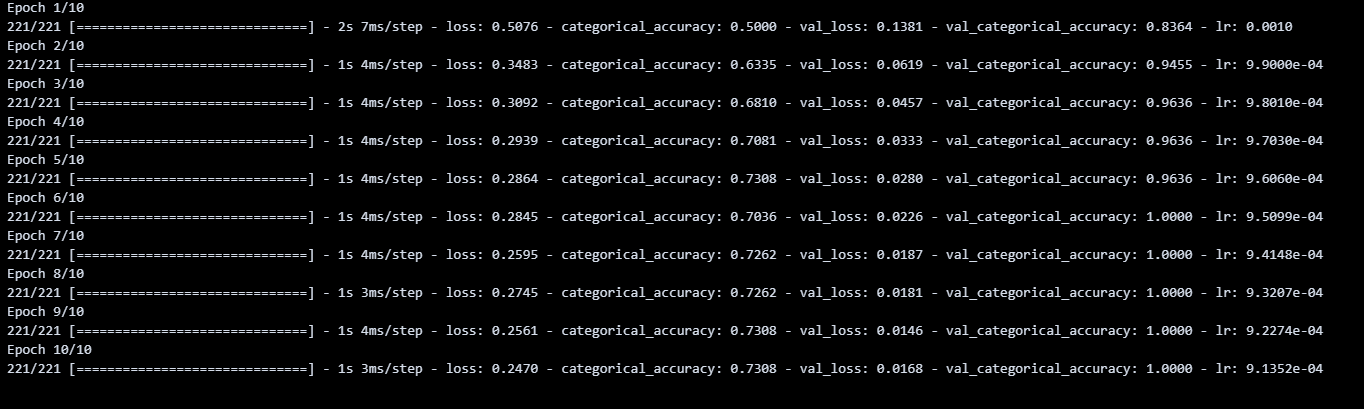 Epoch 1/10
221/221 [==============================] - 2s 7ms/step - loss: 0.5076 - categorical_accuracy: 0.5000 - val_loss: 0.1381 - val_categorical_accuracy: 0.8364 - lr: 0.0010
Epoch 2/10
221/221 [==============================] - 1s 4ms/step - loss: 0.3483 - categorical_accuracy: 0.6335 - val_loss: 0.0619 - val_categorical_accuracy: 0.9455 - lr: 9.9000e-04
Epoch 3/10
221/221 [==============================] - 1s 4ms/step - loss: 0.3092 - categorical_accuracy: 0.6810 - val_loss: 0.0457 - val_categorical_accuracy: 0.9636 - lr: 9.8010e-04
Epoch 4/10
221/221 [==============================] - 1s 4ms/step - loss: 0.2939 - categorical_accuracy: 0.7081 - val_loss: 0.0333 - val_categorical_accuracy: 0.9636 - lr: 9.7030e-04
Epoch 5/10
221/221 [==============================] - 1s 4ms/step - loss: 0.2864 - categorical_accuracy: 0.7308 - val_loss: 0.0280 - val_categorical_accuracy: 0.9636 - lr: 9.6060e-04
Epoch 6/10
221/221 [==============================] - 1s 4ms/step - loss: 0.2845 - categorical_accuracy: 0.7036 - val_loss: 0.0226 - val_categorical_accuracy: 1.0000 - lr: 9.5099e-04
Epoch 7/10
221/221 [==============================] - 1s 4ms/step - loss: 0.2595 - categorical_accuracy: 0.7262 - val_loss: 0.0187 - val_categorical_accuracy: 1.0000 - lr: 9.4148e-04
Epoch 8/10
221/221 [==============================] - 1s 3ms/step - loss: 0.2745 - categorical_accuracy: 0.7262 - val_loss: 0.0181 - val_categorical_accuracy: 1.0000 - lr: 9.3207e-04
Epoch 9/10
221/221 [==============================] - 1s 4ms/step - loss: 0.2561 - categorical_accuracy: 0.7308 - val_loss: 0.0146 - val_categorical_accuracy: 1.0000 - lr: 9.2274e-04
Epoch 10/10
221/221 [==============================] - 1s 3ms/step - loss: 0.2470 - categorical_accuracy: 0.7308 - val_loss: 0.0168 - val_categorical_accuracy: 1.0000 - lr: 9.1352e-04